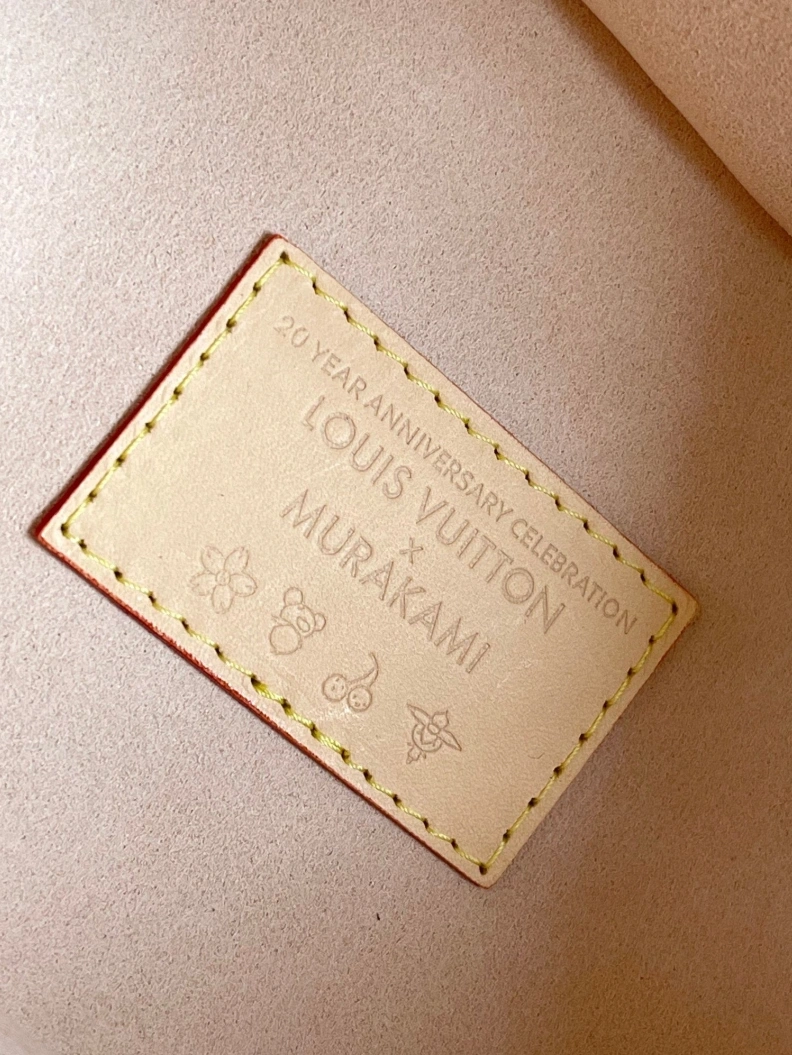 20 YEAR ANNIVERSARY CELEBRATION
LOUIS VUITTON
x
MURAKAMI